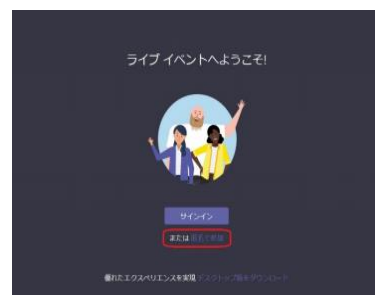 ライブ イベントへようこそ!
サインイン
または 匿名で参加
優れたエクスペリエンスを実現 デスクトップ版をダウンロード